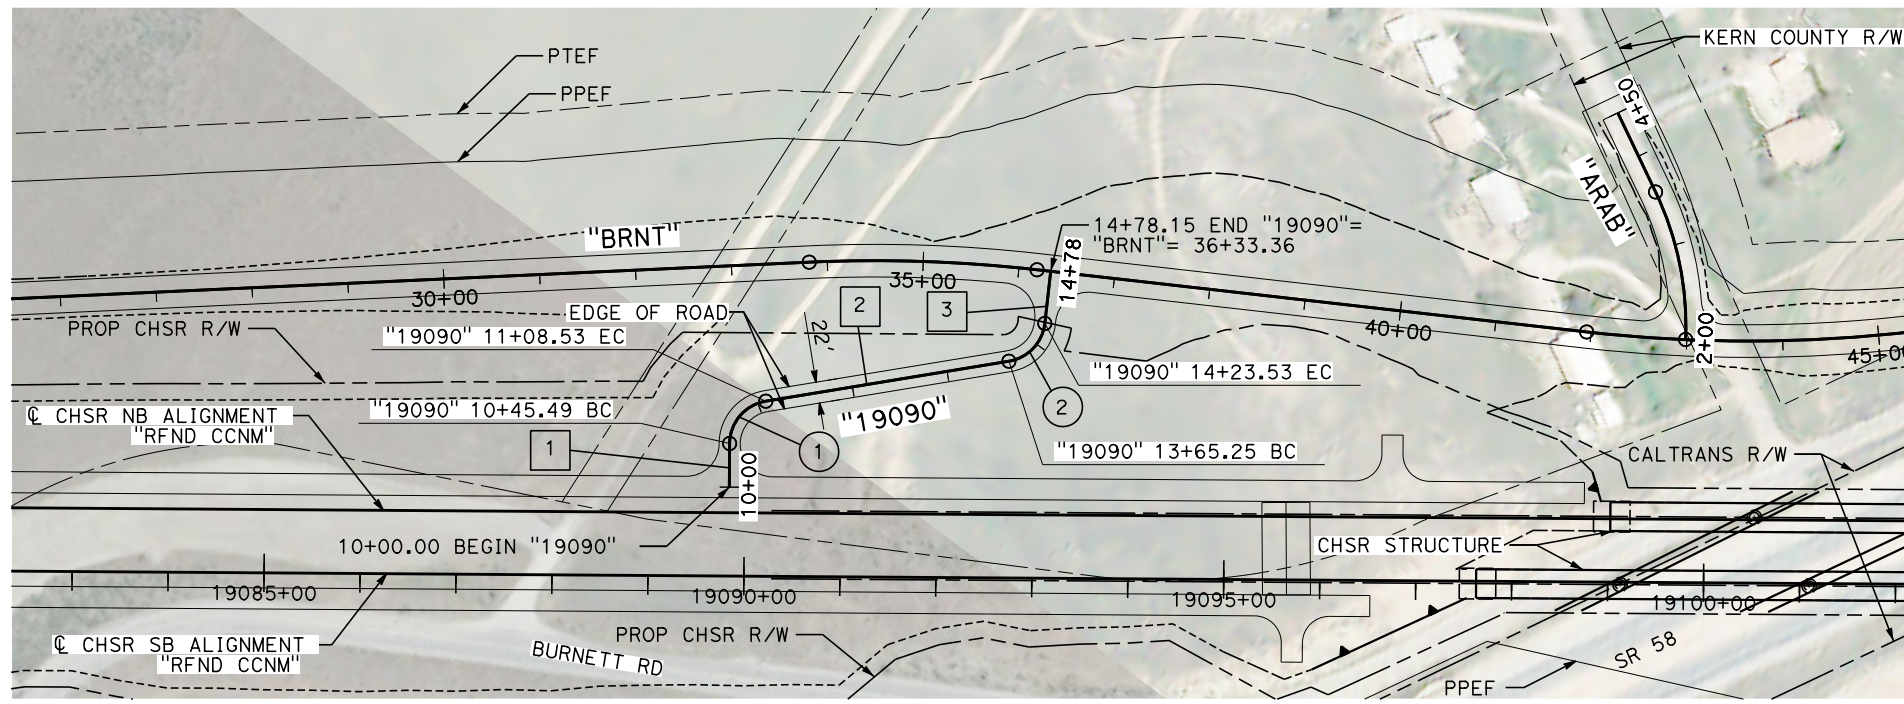 PTEF
KERN COUNTY R/W
PPEF
4+50
"ARAB"
"BRNT"
14+78.15 END "19090"=
"BRNT"= 36+33.36
14+78
30+00
35+00
2
3
EDGE OF ROAD
PROP CHSR R/W
"19090" 11+08.53 EC
22'
40+00
2+00
45+00
"19090" 14+23.53 EC
℄ CHSR NB ALIGNMENT
"RFND CCNM"
"19090" 10+45.49 BC
"19090"
2
1
1
"19090" 13+65.25 BC
CALTRANS R/W
10+00
10+00.00 BEGIN "19090"
CHSR STRUCTURE
19085+00
19090+00
19095+00
19100+00
℄ CHSR SB ALIGNMENT
"RFND CCNM"
PROP CHSR R/W
BURNETT RD
SR 58
PPEF